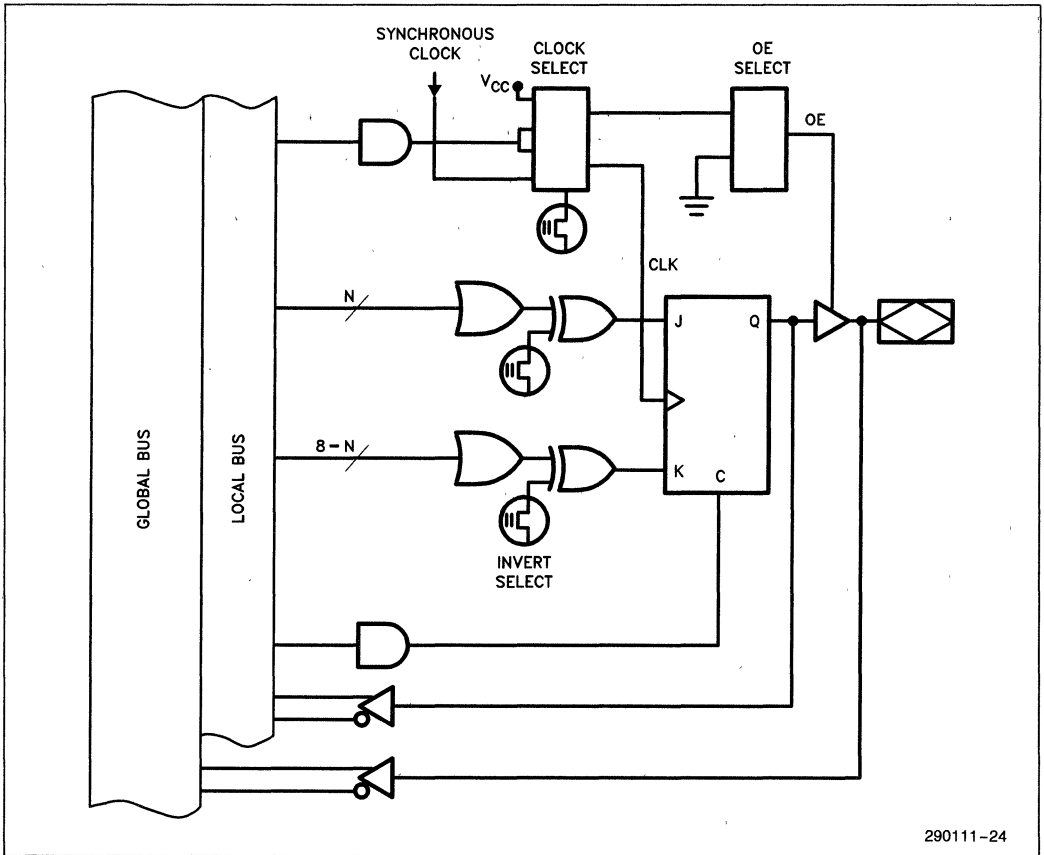 SYNCHRONOUS
CLOCK
CLOCK
SELECT
OE
SELECT
VCC
OE
CLK
N
J
Q
8-N
K
C
INVERT
SELECT
GLOBAL BUS
LOCAL BUS
290111-24